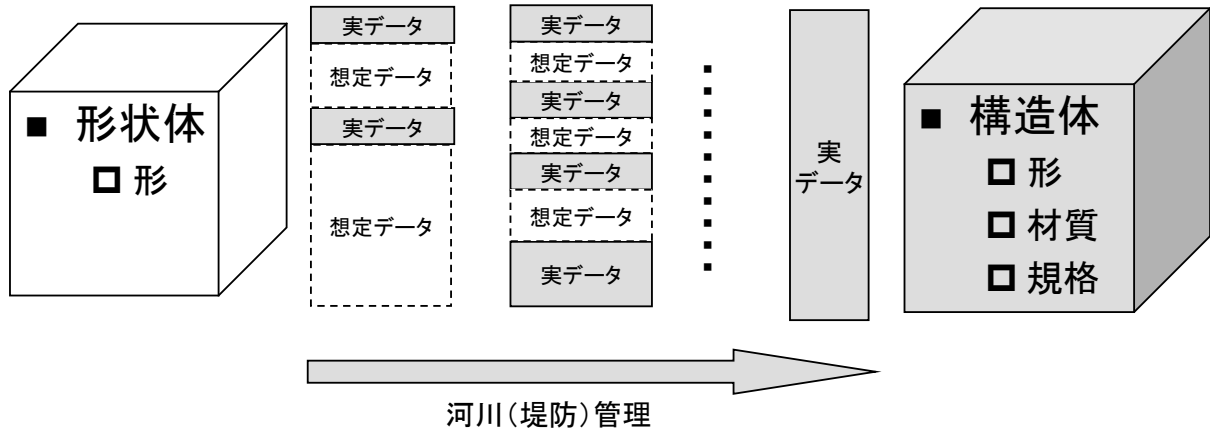 ■ 形状体
□ 形
実データ
想定データ
実データ
想定データ
実データ
想定データ
実データ
想定データ
実データ
想定データ
実データ
実
データ
■ 構造体
□ 形
□ 材質
□ 規格
河川(堤防)管理